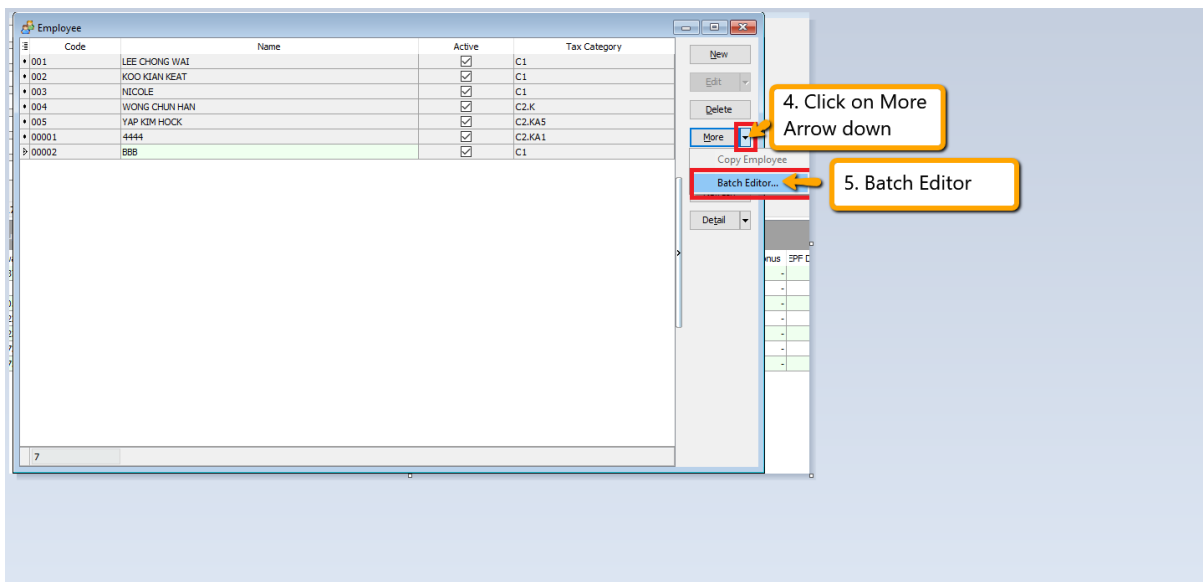 Employee
Code Name Active Tax Category
001 LEE CHONG WAI C1
002 KOO KIAN KEAT C1
003 NICOLE C1
004 WONG CHUN HAN C2.K
005 YAP KIM HOCK C2.KA5
00001 4444 C2.KA1
00002 BBB C1
7
New
Edit
Delete
More
Copy Employee
Batch Editor...
Detail
4. Click on More
Arrow down
5. Batch Editor